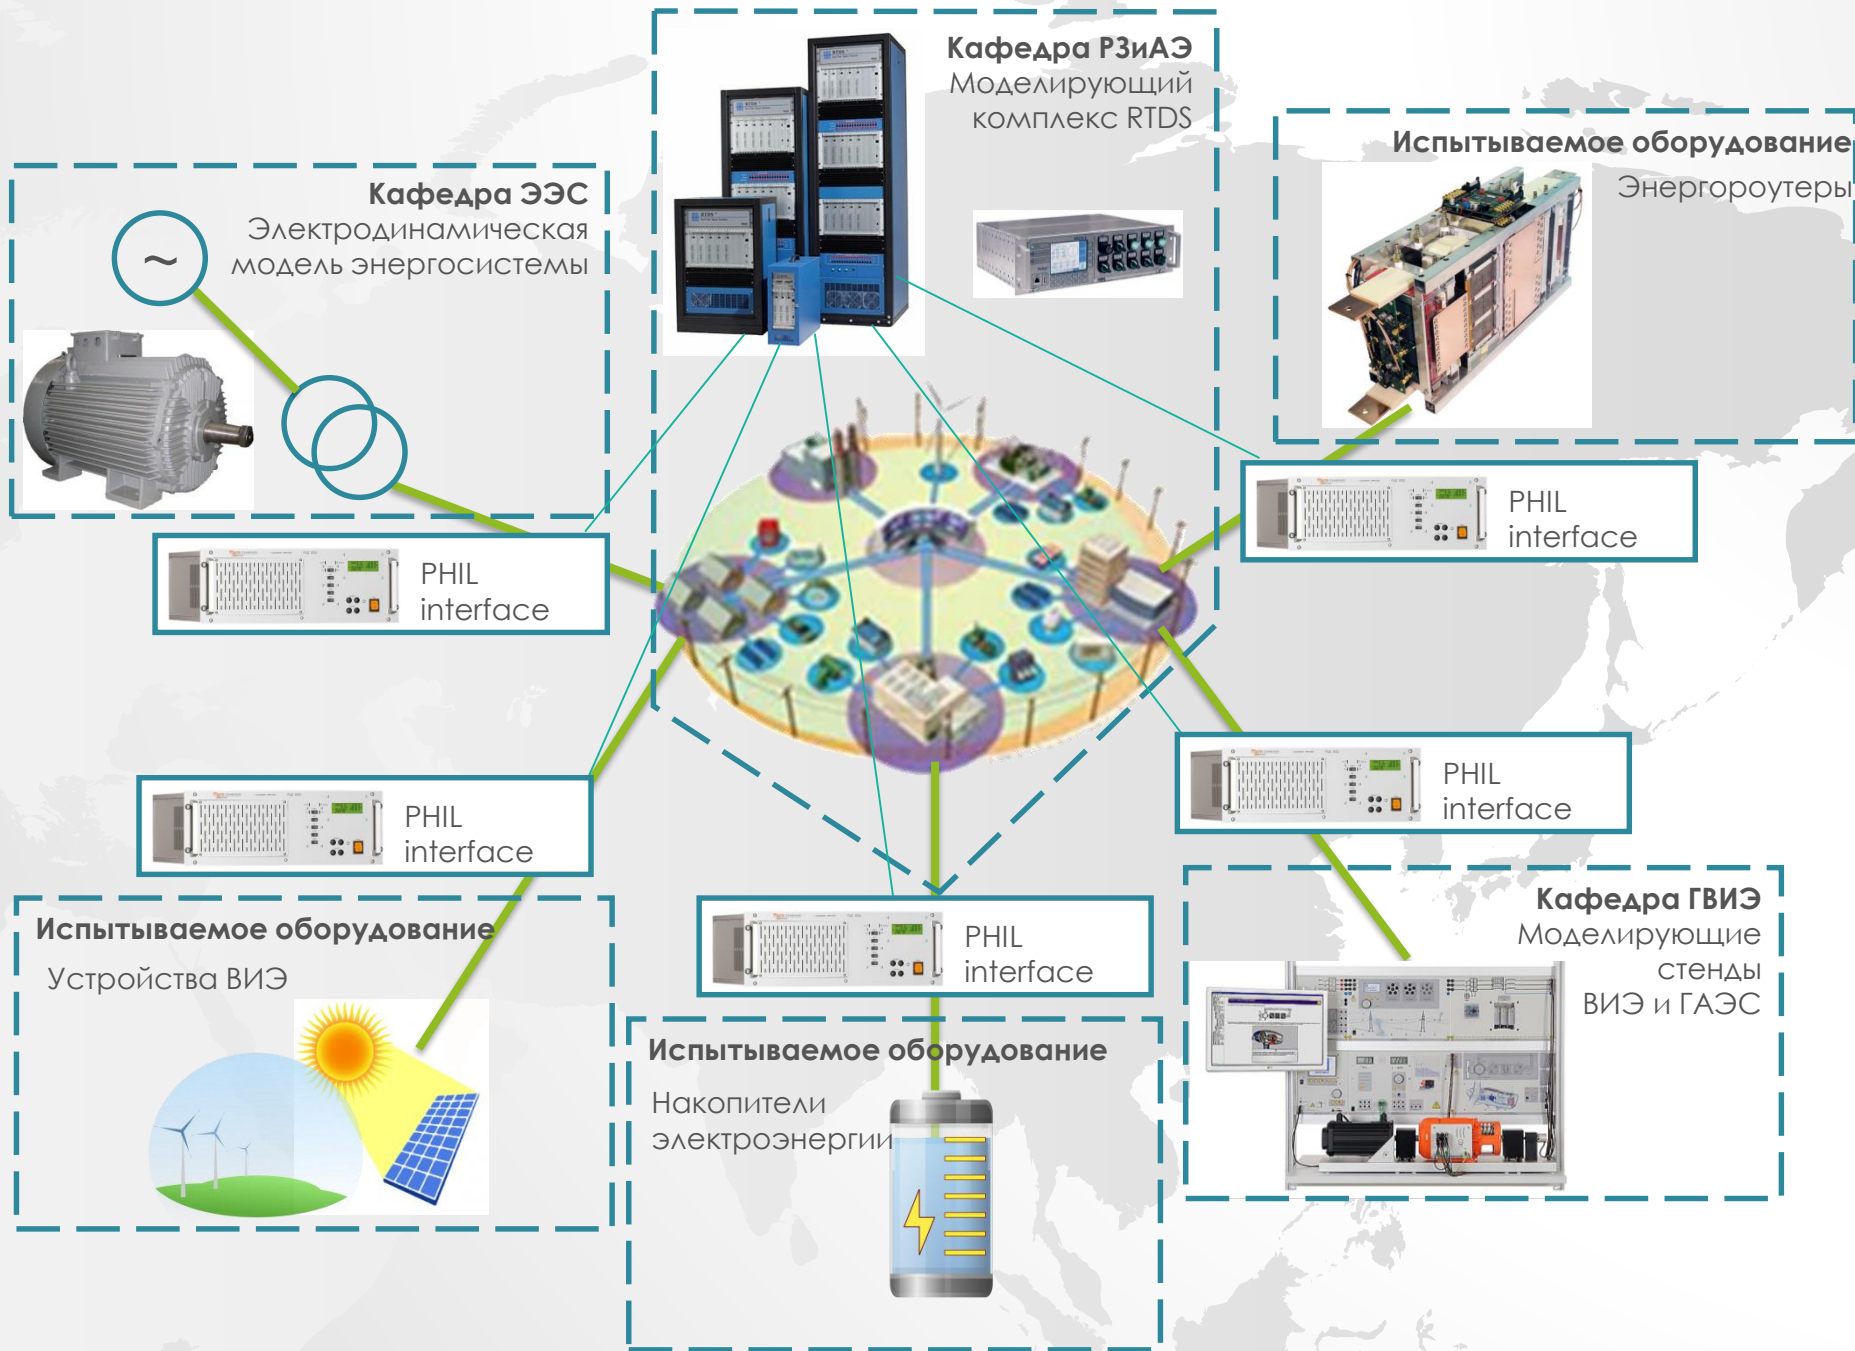 Кафедра РЗиАЭ
Моделирующий
комплекс RTDS
Испытываемое оборудование
Энергороутеры
Кафедра ЭЭС
Электродинамическая
модель энергосистемы
~
PHIL
interface
PHIL
interface
PHIL
interface
PHIL
interface
PHIL
interface
Кафедра ГВИЭ
Моделирующие
стенды
ВИЭ и ГАЭС
Испытываемое оборудование
Устройства ВИЭ
Испытываемое оборудование
Накопители
электроэнергии